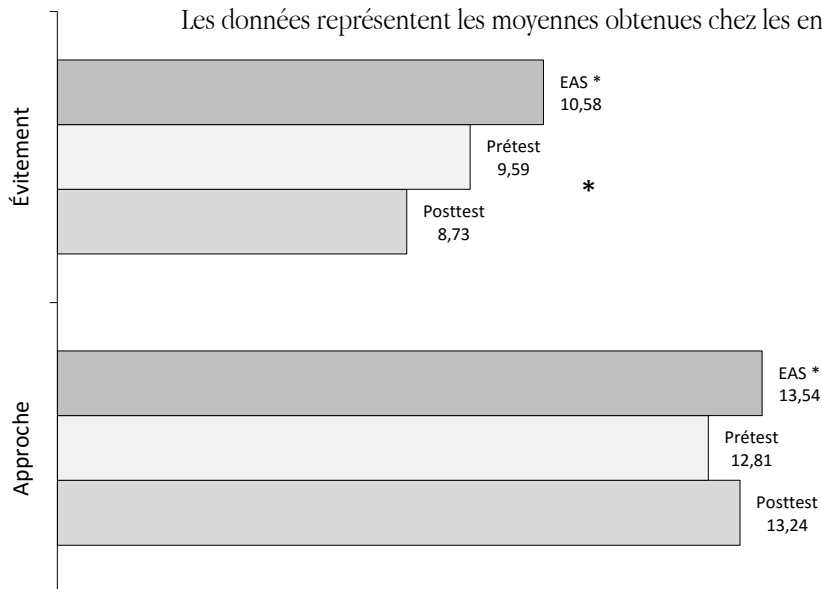 Les données représentent les moyennes obtenues chez les en
EAS *
10,58
Prétest
9,59
*
Posttest
8,73
Évitement
EAS *
13,54
Prétest
12,81
Posttest
13,24
Approche